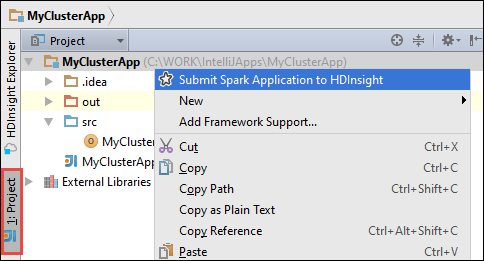 MyClusterApp
Project
MyClusterApp (C:\WORK\IntelliJApps\MyClusterApp)
.idea
out
src
MyCluste
MyClusterApp
External Libraries
HDInsight Explorer
1: Project
Submit Spark Application to HDInsight
New
Add Framework Support...
Cut Ctrl+X
Copy Ctrl+C
Copy Path Ctrl+Shift+C
Copy as Plain Text
Copy Reference Ctrl+Alt+Shift+C
Paste Ctrl+V